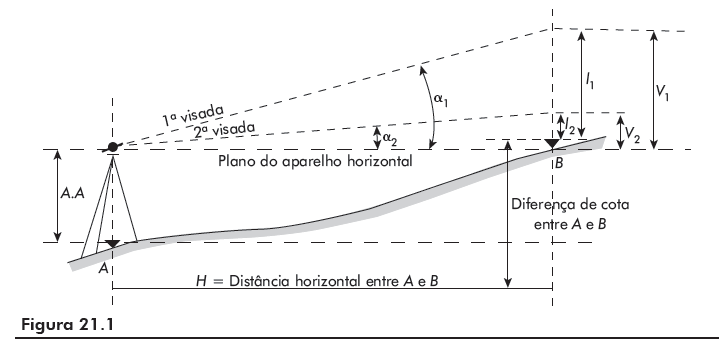 1ª visada
2ª visada
α1
α2
l1
V1
l2
V2
Plano do aparelho horizontal
B
A.A
Diferença de cota
entre A e B
A
H = Distância horizontal entre A e B
Figura 21.1